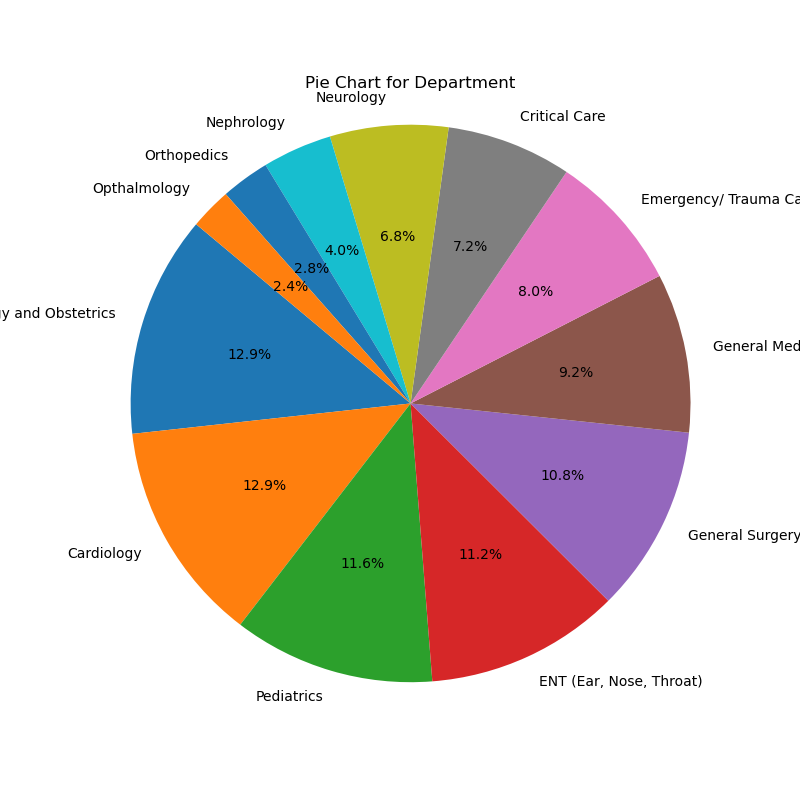 Pie Chart for Department
Neurology
Critical Care
Nephrology
Orthopedics
Emergency/ Trauma Ca
Opthalmology
6.8%
7.2%
4.0%
2.8%
2.4%
8.0%
y and Obstetrics
General Med
12.9%
9.2%
12.9%
10.8%
General Surgery
Cardiology
11.6%
11.2%
ENT (Ear, Nose, Throat)
Pediatrics